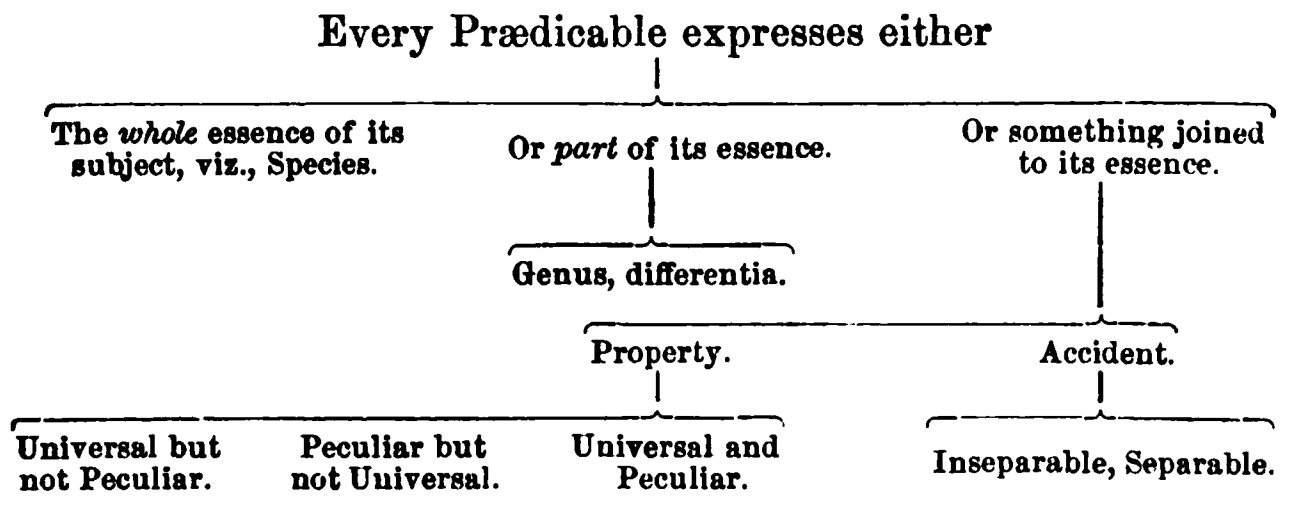 Every Prædicable expresses either
The whole essence of its
subject, viz., Species.
Or part of its essence.
Or something joined
to its essence.
Genus, differentia.
Property.
Accident.
Universal but
not Peculiar.
Peculiar but
not Universal.
Universal and
Peculiar.
Inseparable, Separable.